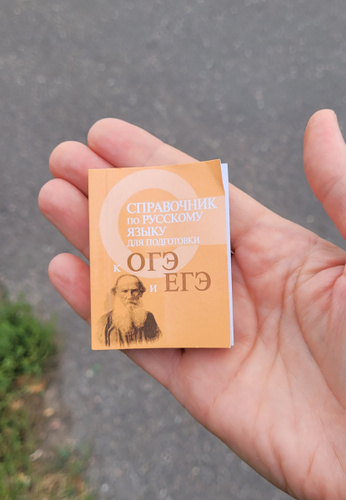 СПРАВОЧНИК
ПО РУССКОМУ
ЯЗЫКУ
ДЛЯ ПОДГОТОВКИ
К ОГЭ
И ЕГЭ